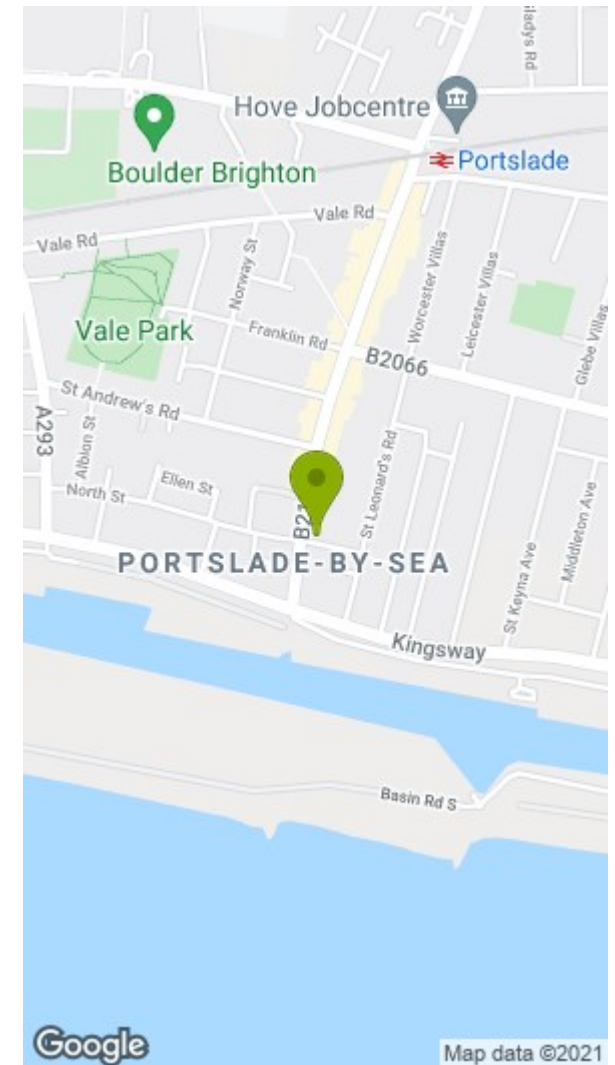 Gladys Rd
Hove Jobcentre
Portslade
Boulder Brighton
Vale Rd
Vale Rd
Norway St
Worcester Villas
Leicester Villas
Glebe Villas
Vale Park
Franklin Rd
B2066
St Andrew's Rd
A293
Albion St
Ellen St
St Leonard's Rd
North St
Middleton Ave
St Keyna Ave
PORTSLADE-BY-SEA
Kingsway
Basin Rd S
Google
Map data ©2021